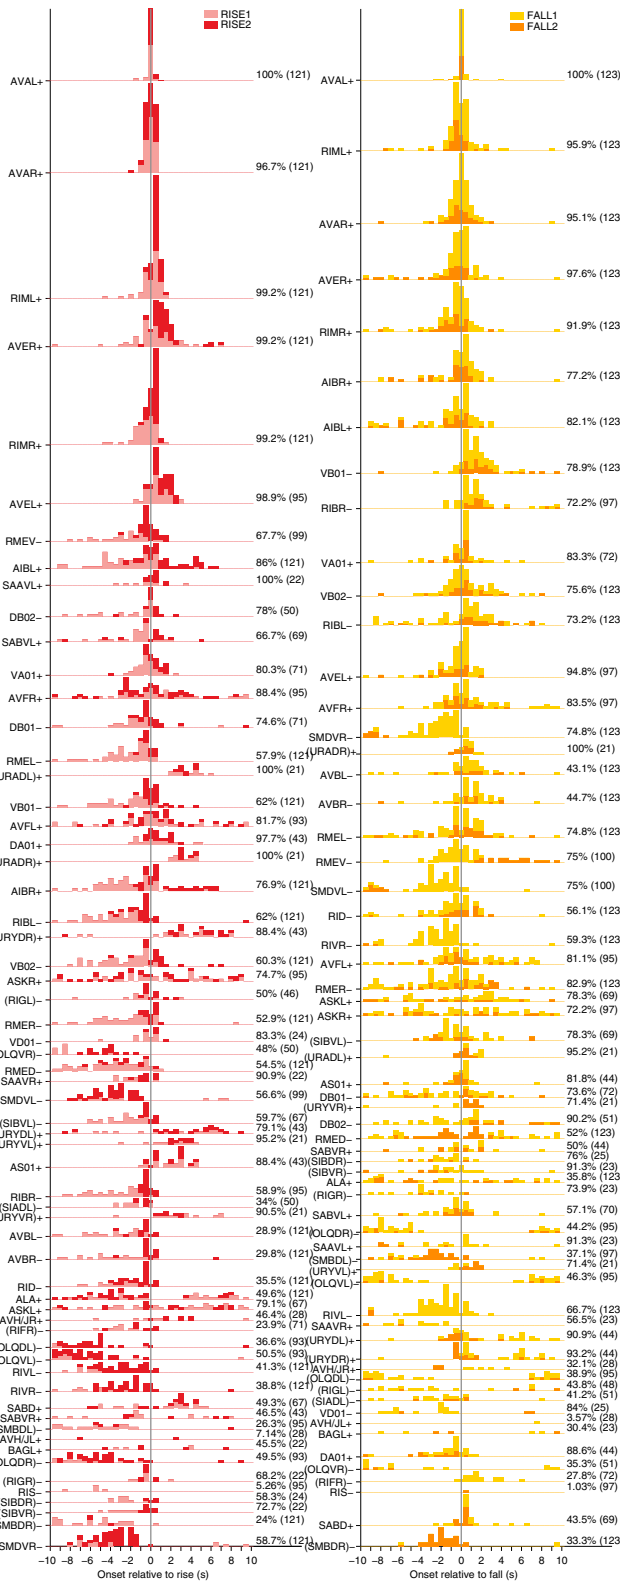 RISE1
RISE2
AVAL+ 100% (121)
AVAR+ 96.7% (121)
RIML+ 99.2% (121)
AVER+ 99.2% (121)
RIMR+ 99.2% (121)
AVEL+ 98.9% (95)
RMEV− 67.7% (99)
AIBL+ 86% (121)
SAAVL+ 100% (22)
DB02− 78% (50)
SABVL+ 66.7% (69)
VA01+ 80.3% (71)
AVFR+ 88.4% (95)
DB01− 74.6% (71)
RMEL− 57.9% (121)
URADL)+ 100% (21)
VB01− 62% (121)
AVFL+ 81.7% (93)
DA01+ 97.7% (43)
URADR)+ 100% (21)
AIBR+ 76.9% (121)
RIBL− 62% (121)
URYDR)+ 88.4% (43)
VB02− 60.3% (121)
ASKR+ 74.7% (95)
(RIGL)− 50% (46)
RMER− 52.9% (121)
VD01− 83.3% (24)
OLQVR)− 48% (50)
RMED− 54.5% (121)
SAAVR+ 90.9% (22)
SMDVL− 56.6% (99)
(SIBVL)− 59.7% (67)
URYDL)+ 79.1% (43)
URYVL)+ 95.2% (21)
AS01+ 88.4% (43)
RIBR− 58.9% (95)
(SIADL)− 34% (50)
URYVR)+ 90.5% (21)
AVBL− 28.9% (121)
AVBR− 29.8% (121)
RID− 35.5% (121)
ALA+ 49.6% (121)
ASKL+ 79.1% (67)
AVH/JR+ 46.4% (28)
(RIFR)− 23.9% (71)
OLQDL)− 36.6% (93)
OLQVL)− 50.5% (93)
RIVL− 41.3% (121)
RIVR− 38.8% (121)
SABD+ 49.3% (67)
SABVR+ 46.5% (43)
SMBDL)− 26.3% (95)
AVH/JL+ 7.14% (28)
BAGL+ 45.5% (22)
OLQDR)− 49.5% (93)
(RIGR)− 68.2% (22)
RIS− 5.26% (95)
SIBDR)− 58.3% (24)
(SIBVR)− 72.7% (22)
SMBDR)− 24% (121)
SMDVR− 58.7% (121)
−10 −8 −6 −4 −2 0 2 4 6 8 10
Onset relative to rise (s)
FALL1
FALL2
AVAL+ 100% (123)
RIML+ 95.9% (123
AVAR+ 95.1% (123
AVER+ 97.6% (123
RIMR+ 91.9% (123
AIBR+ 77.2% (123
AIBL+ 82.1% (123
VB01− 78.9% (123
RIBR− 72.2% (97)
VA01+ 83.3% (72)
VB02− 75.6% (123
RIBL− 73.2% (123
AVEL+ 94.8% (97)
AVFR+ 83.5% (97)
SMDVR− 74.8% (123
(URADR)+ 100% (21)
AVBL− 43.1% (123
AVBR− 44.7% (123
RMEL− 74.8% (123
RMEV− 75% (100)
SMDVL− 75% (100)
RID− 56.1% (123
RIVR− 59.3% (123
AVFL+ 81.1% (95)
RMER− 82.9% (123
ASKL+ 78.3% (69)
ASKR+ 72.2% (97)
(SIBVL)− 78.3% (69)
(URADL)+ 95.2% (21)
AS01+ 81.8% (44)
DB01− 73.6% (72)
(URYVR)+ 71.4% (21)
DB02− 90.2% (51)
RMED− 52% (123)
SABVR+ 50% (44)
(SIBDR)− 76% (25)
(SIBVR)− 91.3% (23)
ALA+ 35.8% (123
(RIGR)− 73.9% (23)
SABVL+ 57.1% (70)
(OLQDR)− 44.2% (95)
SAAVL+ 91.3% (23)
(SMBDL)− 37.1% (97)
(URYVL)+ 71.4% (21)
(OLQVL)− 46.3% (95)
RIVL− 66.7% (123
SAAVR+ 56.5% (23)
(URYDL)+ 90.9% (44)
(URYDR)+ 93.2% (44)
AVH/JR+ 32.1% (28)
(OLQDL)− 38.9% (95)
(RIGL)− 43.8% (48)
(SIADL)− 41.2% (51)
VD01− 84% (25)
AVH/JL+ 3.57% (28)
BAGL+ 30.4% (23)
DA01+ 88.6% (44)
(OLQVR)− 35.3% (51)
(RIFR)− 27.8% (72)
RIS− 1.03% (97)
SABD+ 43.5% (69)
(SMBDR)− 33.3% (123
−10 −8 −6 −4 −2 0 2 4 6 8 10
Onset relative to fall (s)